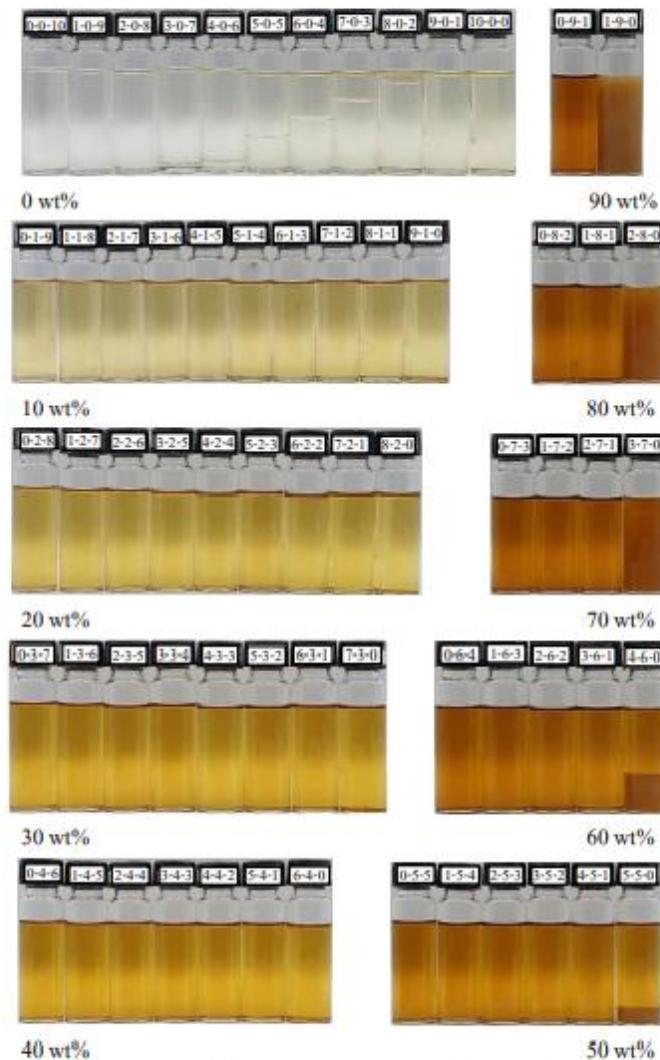 0-0-10 1-0-9 2-0-8 3-0-7 4-0-6 5-0-5 6-0-4 7-0-3 8-0-2 9-0-1 10-0-0 0-9-1 1-9-0
0 wt% 90 wt%
0-1-9 1-1-8 2-1-7 3-1-6 4-1-5 5-1-4 6-1-3 7-1-2 8-1-1 9-1-0 0-8-2 1-8-1 2-8-0
10 wt% 80 wt%
0-2-8 1-2-7 2-2-6 3-2-5 4-2-4 5-2-3 6-2-2 7-2-1 8-2-0 0-7-3 1-7-2 2-7-1 3-7-0
20 wt% 70 wt%
0-3-7 1-3-6 2-3-5 3-3-4 4-3-3 5-3-2 6-3-1 7-3-0 0-6-4 1-6-3 2-6-2 3-6-1 4-6-0
30 wt% 60 wt%
0-4-6 1-4-5 2-4-4 3-4-3 4-4-2 5-4-1 6-4-0 0-5-5 1-5-4 2-5-3 3-5-2 4-5-1 5-5-0
40 wt% 50 wt%